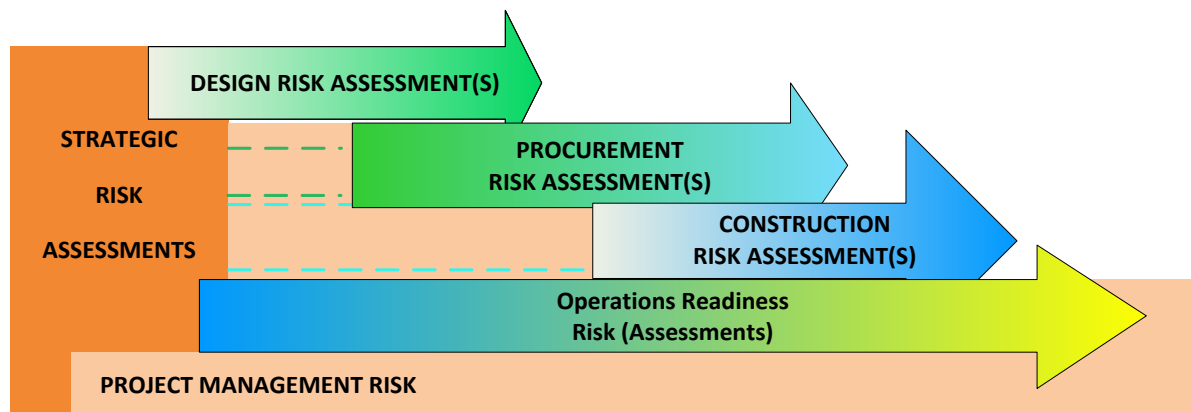 DESIGN RISK ASSESSMENT(S)
STRATEGIC
RISK
ASSESSMENTS
PROCUREMENT
RISK ASSESSMENT(S)
CONSTRUCTION
RISK ASSESSMENT(S)
Operations Readiness
Risk (Assessments)
PROJECT MANAGEMENT RISK